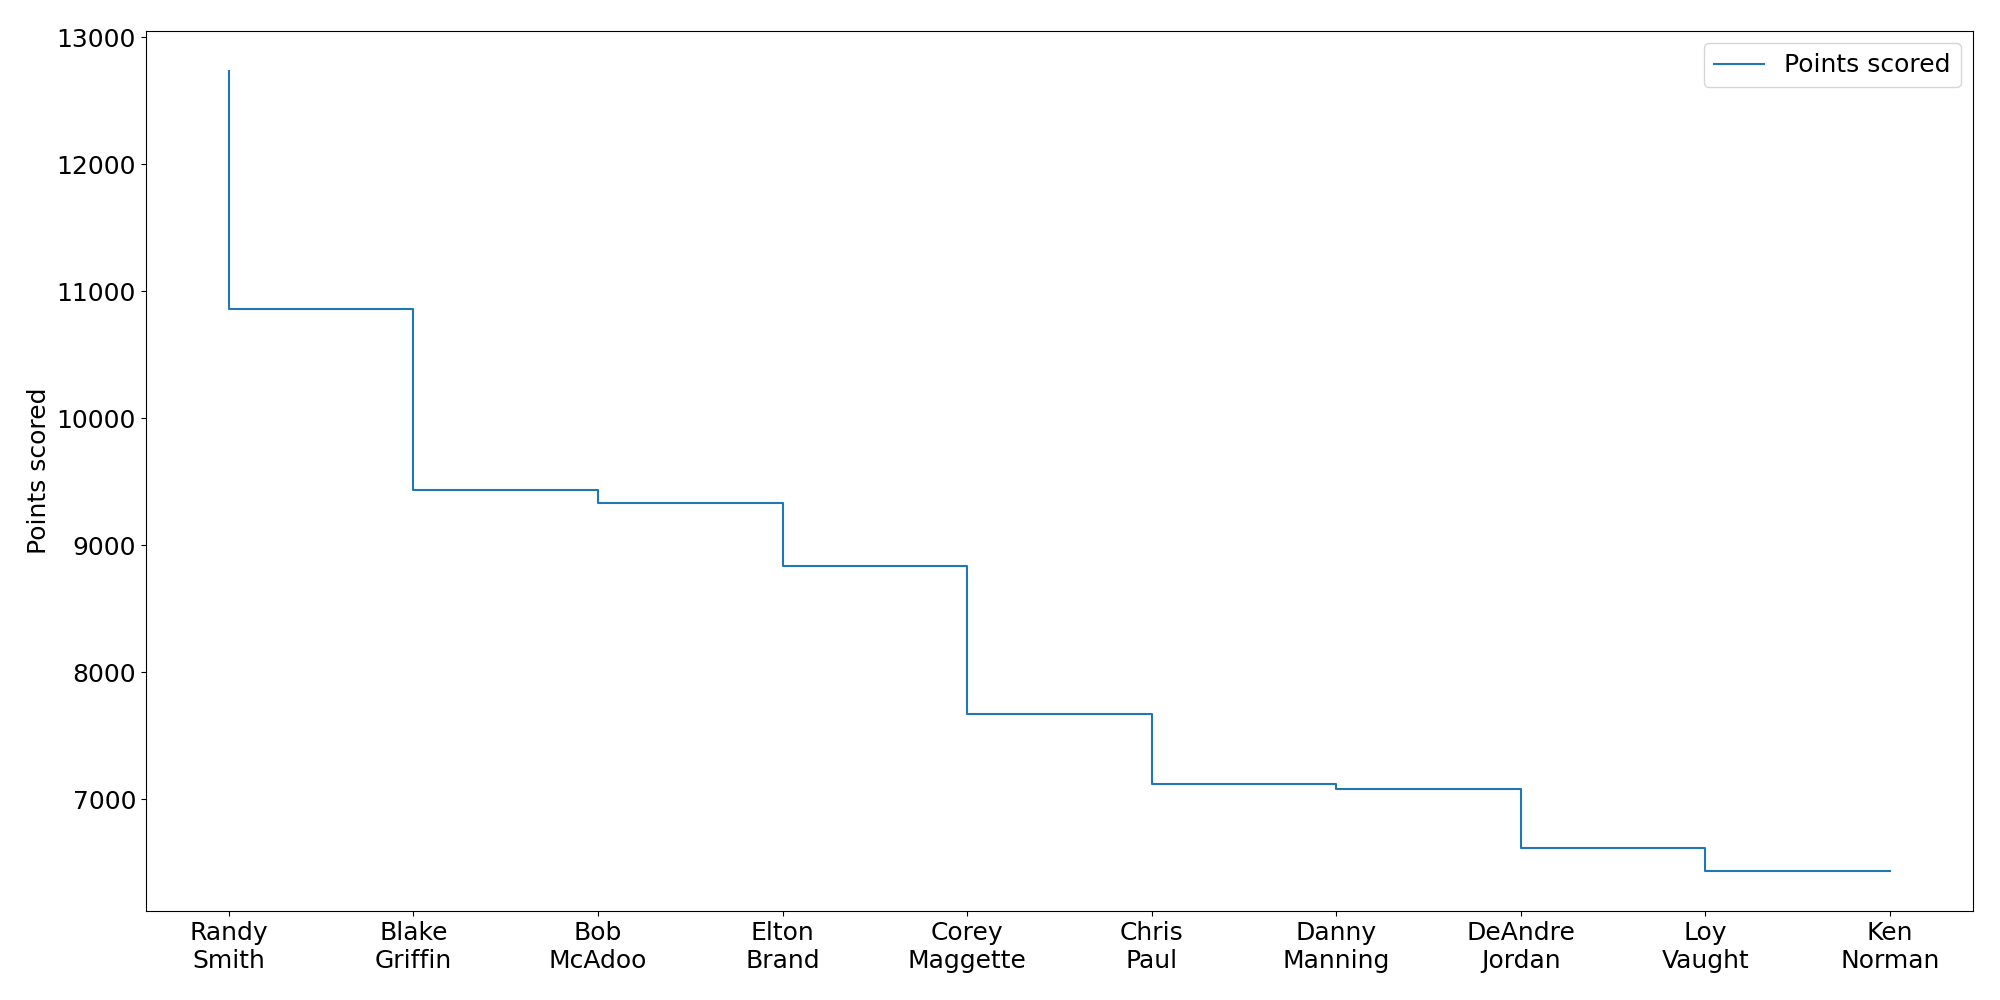 13000
12000
11000
10000
9000
8000
7000
Points scored
Points scored
Randy
Smith
Blake
Griffin
Bob
McAdoo
Elton
Brand
Corey
Maggette
Chris
Paul
Danny
Manning
DeAndre
Jordan
Loy
Vaught
Ken
Norman